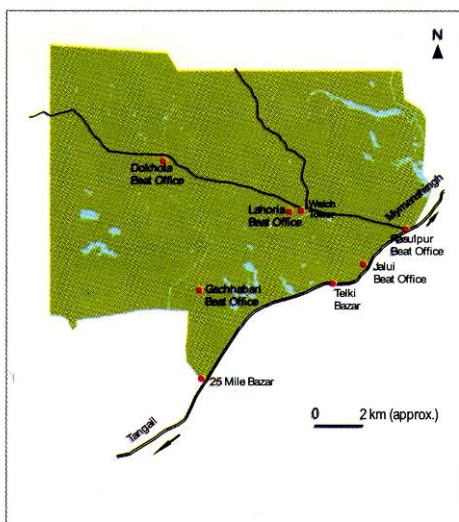 N
Dokhola
Beat Office
Lahoria
Beat Office
Watch
Tower
Mymenshingh
Rasulpur
Beat Office
Jalui
Beat Office
Gachhabari
Beat Office
Telki
Bazar
25 Mile Bazar
Tangail
0 2 km (approx.)